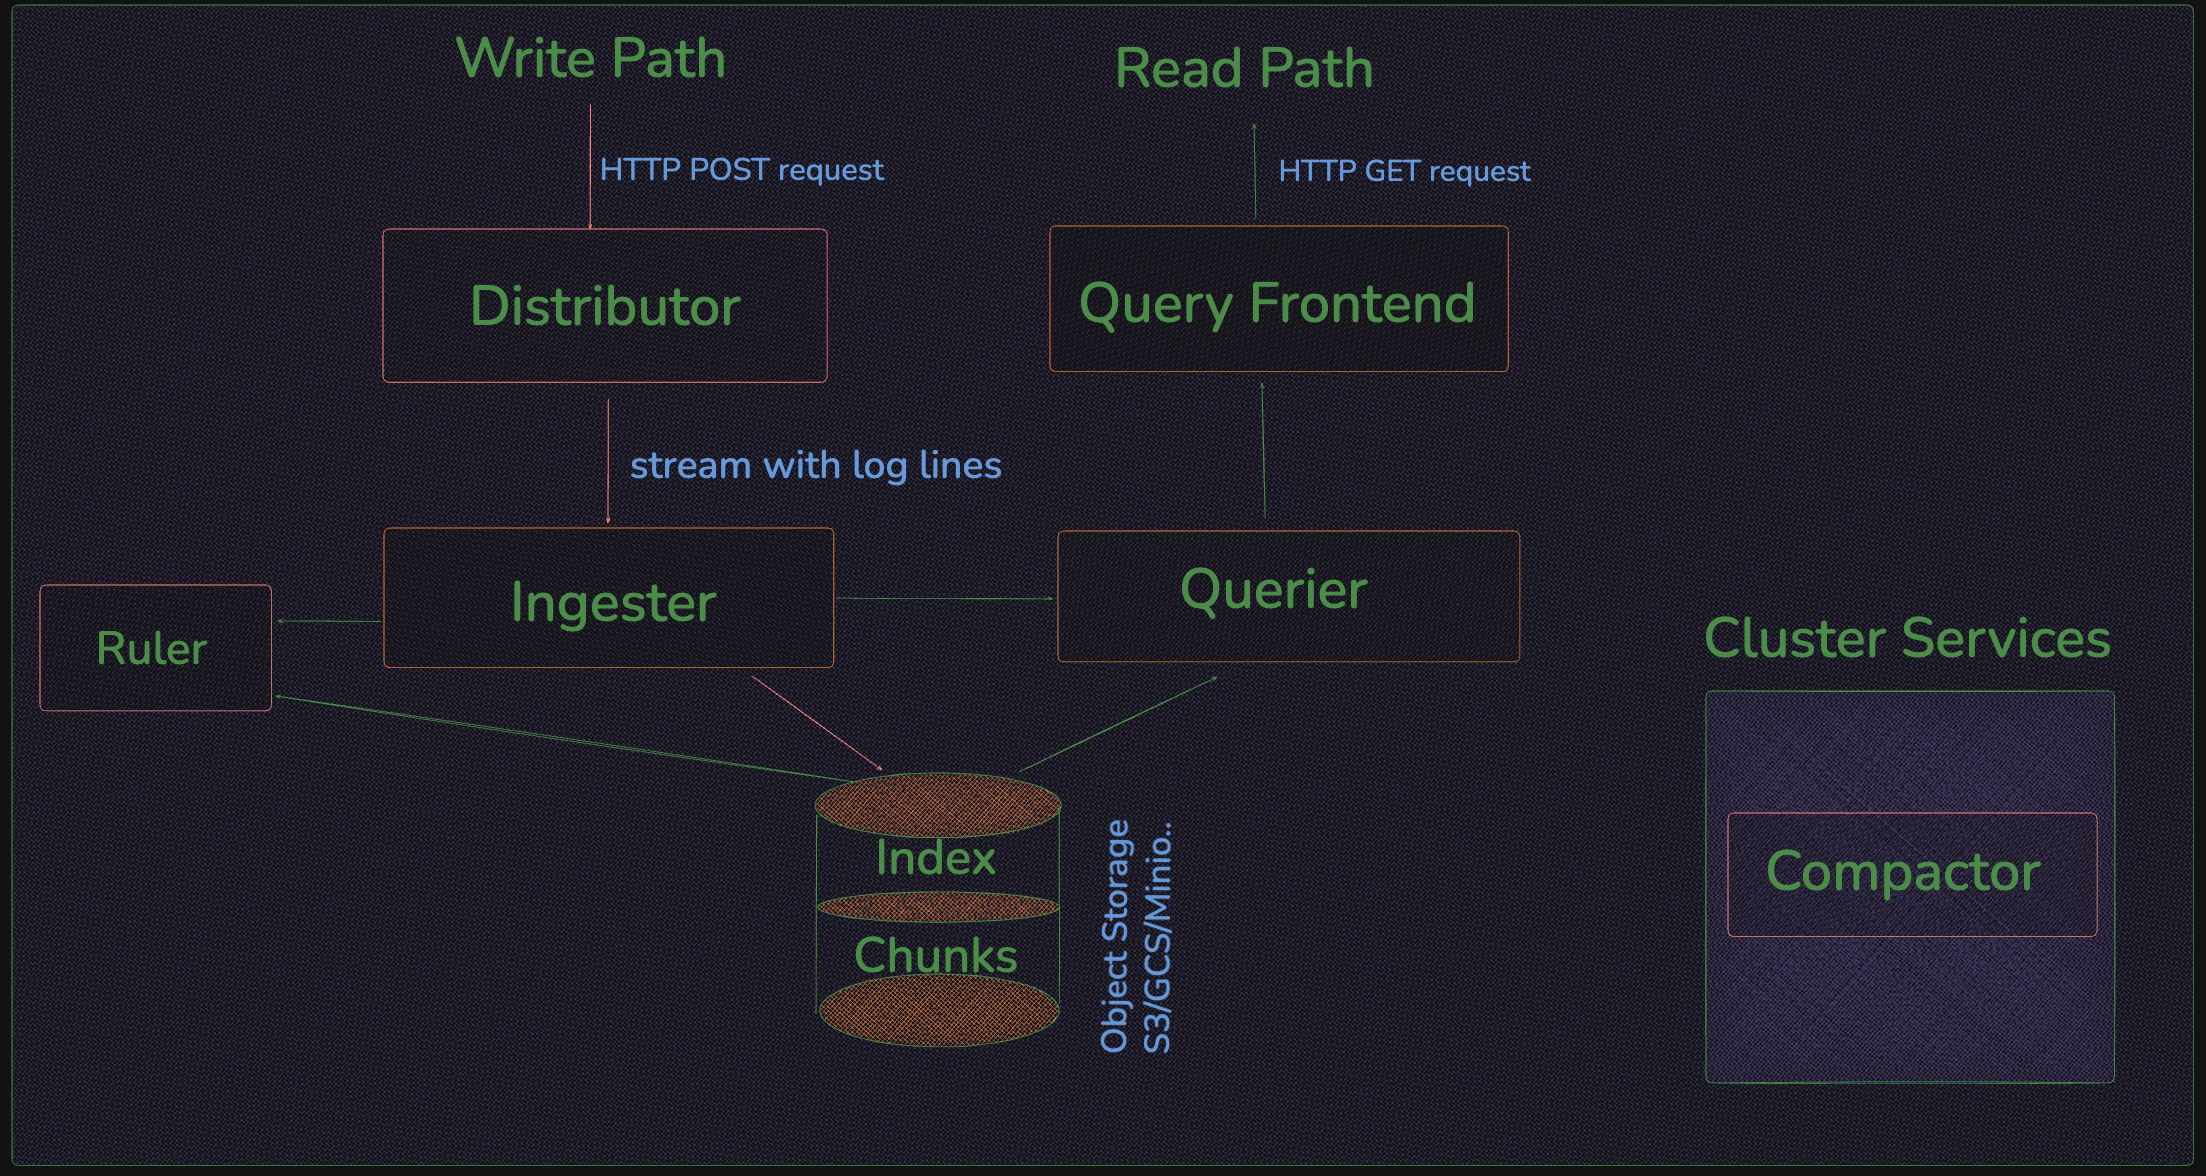 Write Path
Read Path
HTTP POST request
HTTP GET request
Distributor
Query Frontend
stream with log lines
Ingester
Querier
Ruler
Cluster Services
Compactor
Index
Chunks
Object Storage
S3/GCS/Minio..